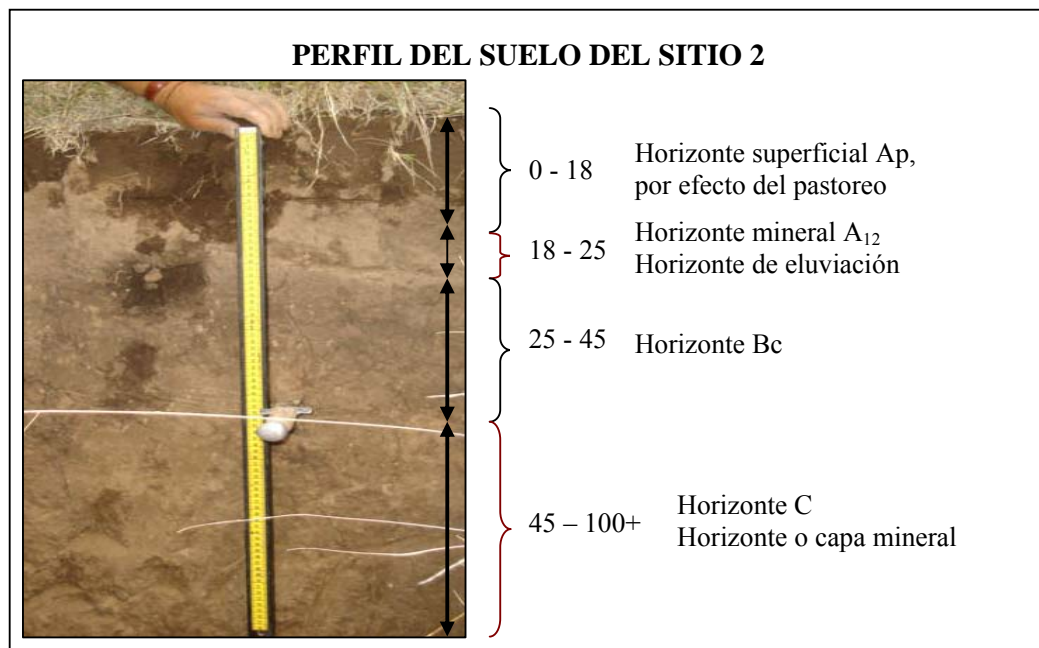 PERFIL DEL SUELO DEL SITIO 2
0 - 18
Horizonte superficial Ap,
por efecto del pastoreo
18 - 25
Horizonte mineral A₁₂
Horizonte de eluviación
25 - 45
Horizonte Bc
45 – 100+
Horizonte C
Horizonte o capa mineral